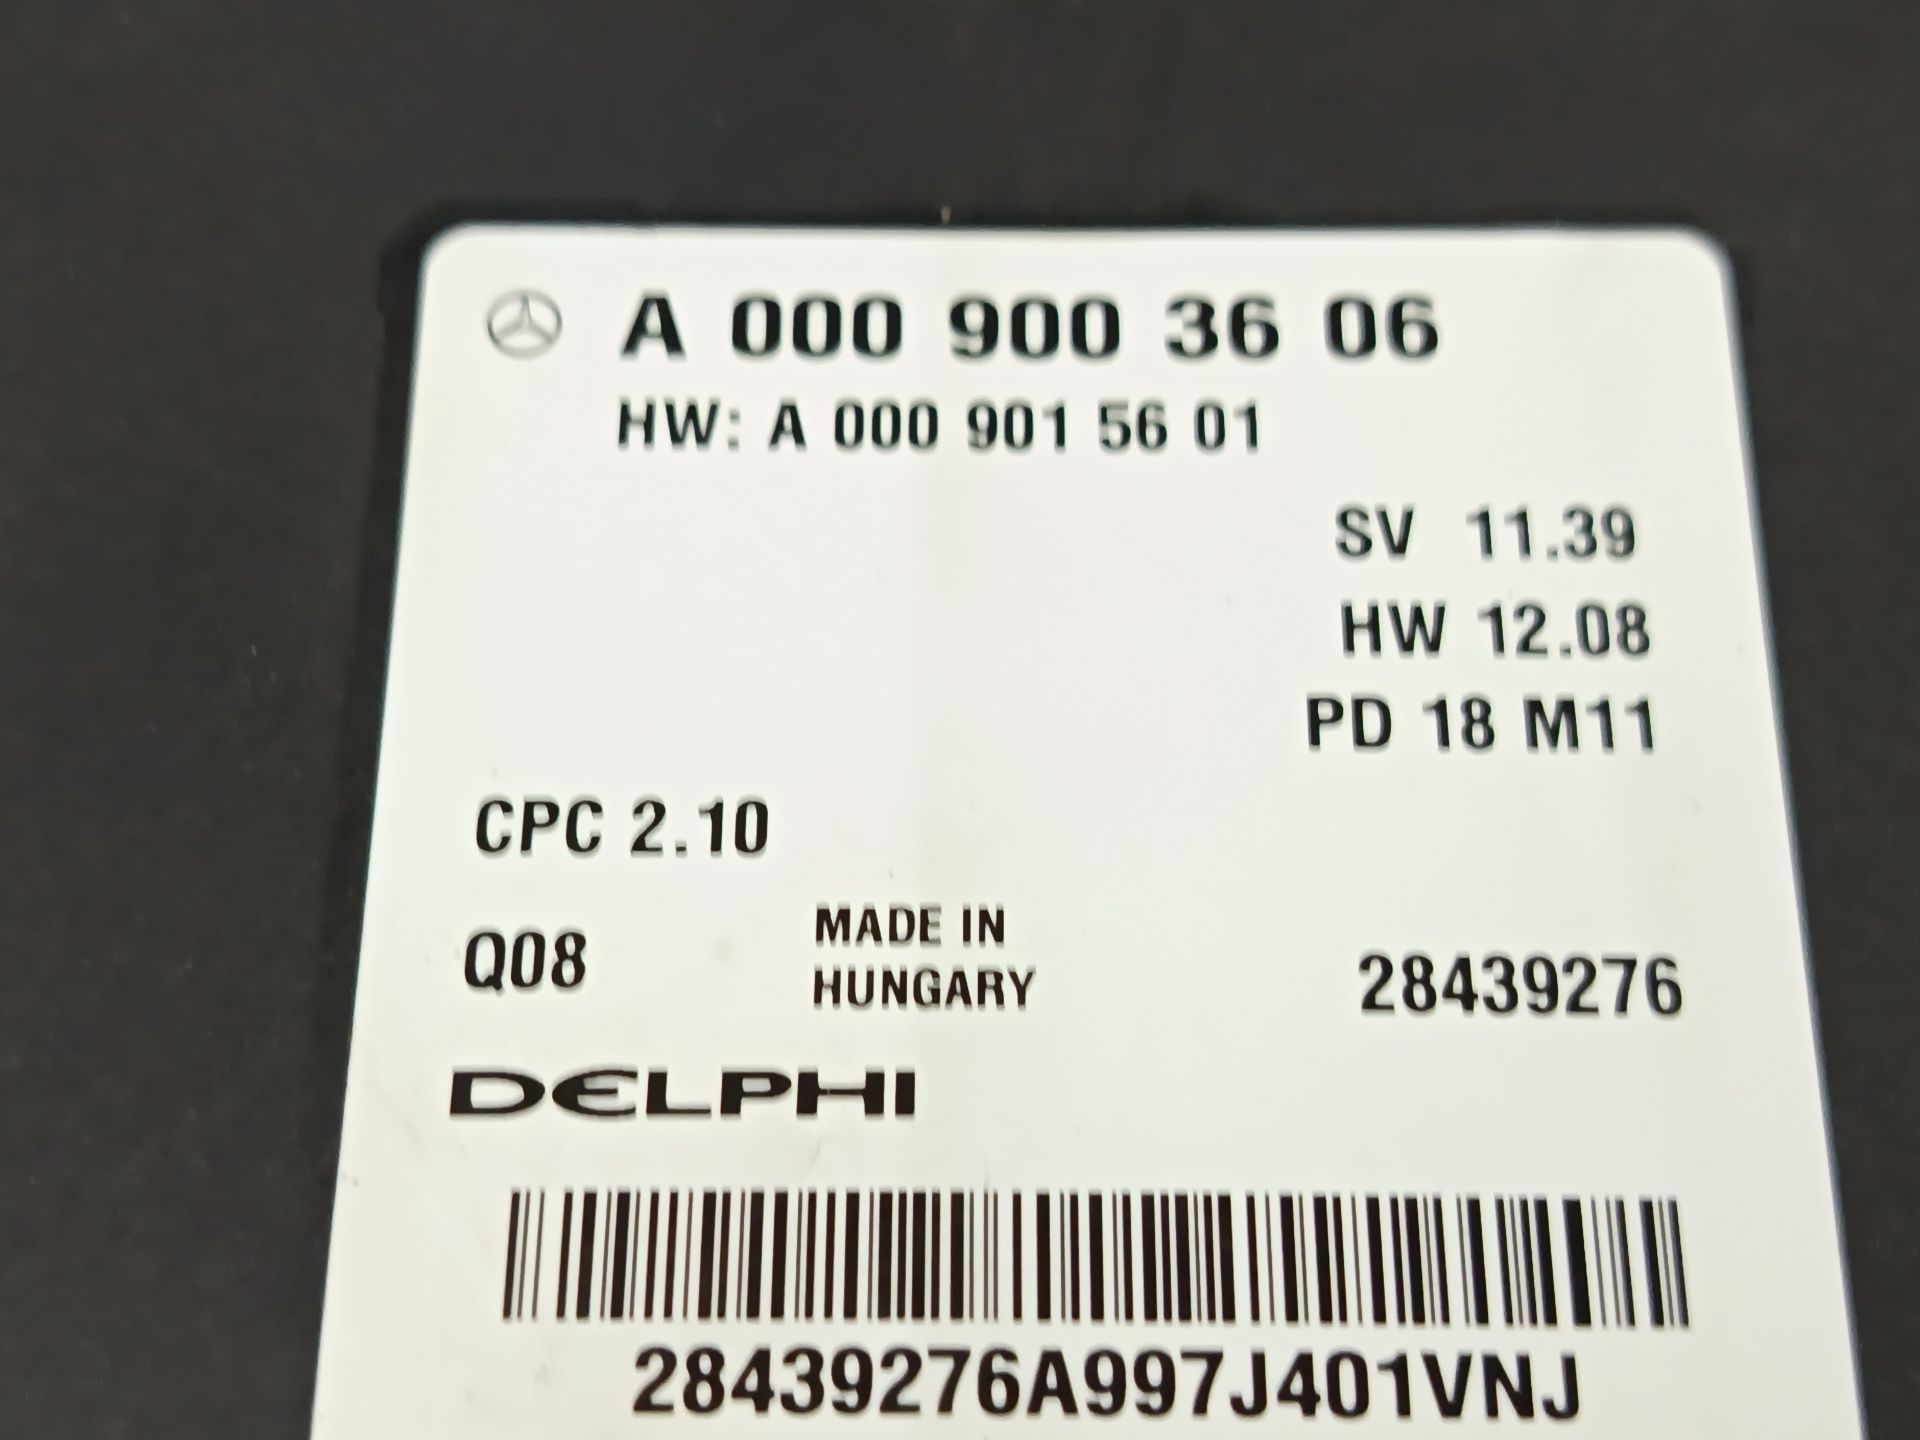 A 000 900 36 06
HW: A 000 901 56 01
SV 11.39
HW 12.08
PD 18 M11
CPC 2.10
Q08
MADE IN
HUNGARY
28439276
DELPHI
28439276A997J401VNJ